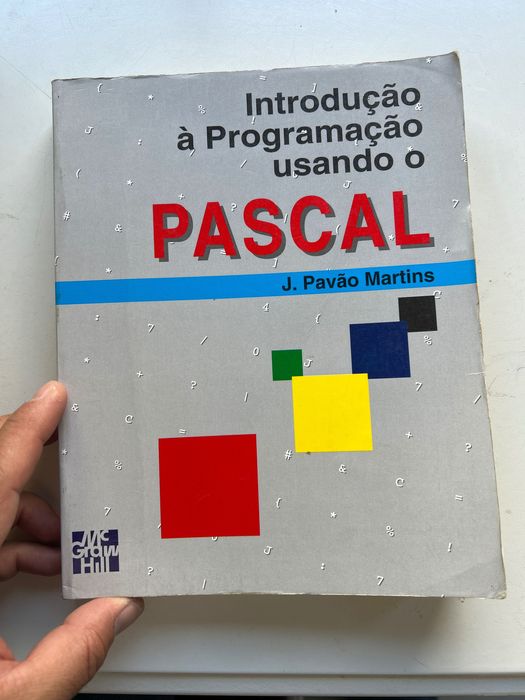 Introdução
à Programação
usando o
PASCAL
J. Pavão Martins
Mc
Graw
Hill